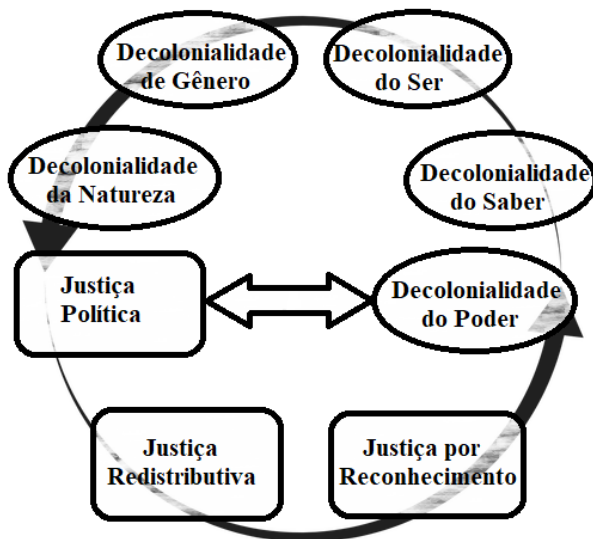 Decolonialidade
de Gênero
Decolonialidade
do Ser
Decolonialidade
da Natureza
Decolonialidade
do Saber
Justiça
Política
Decolonialidade
do Poder
Justiça
Redistributiva
Justiça por
Reconhecimento